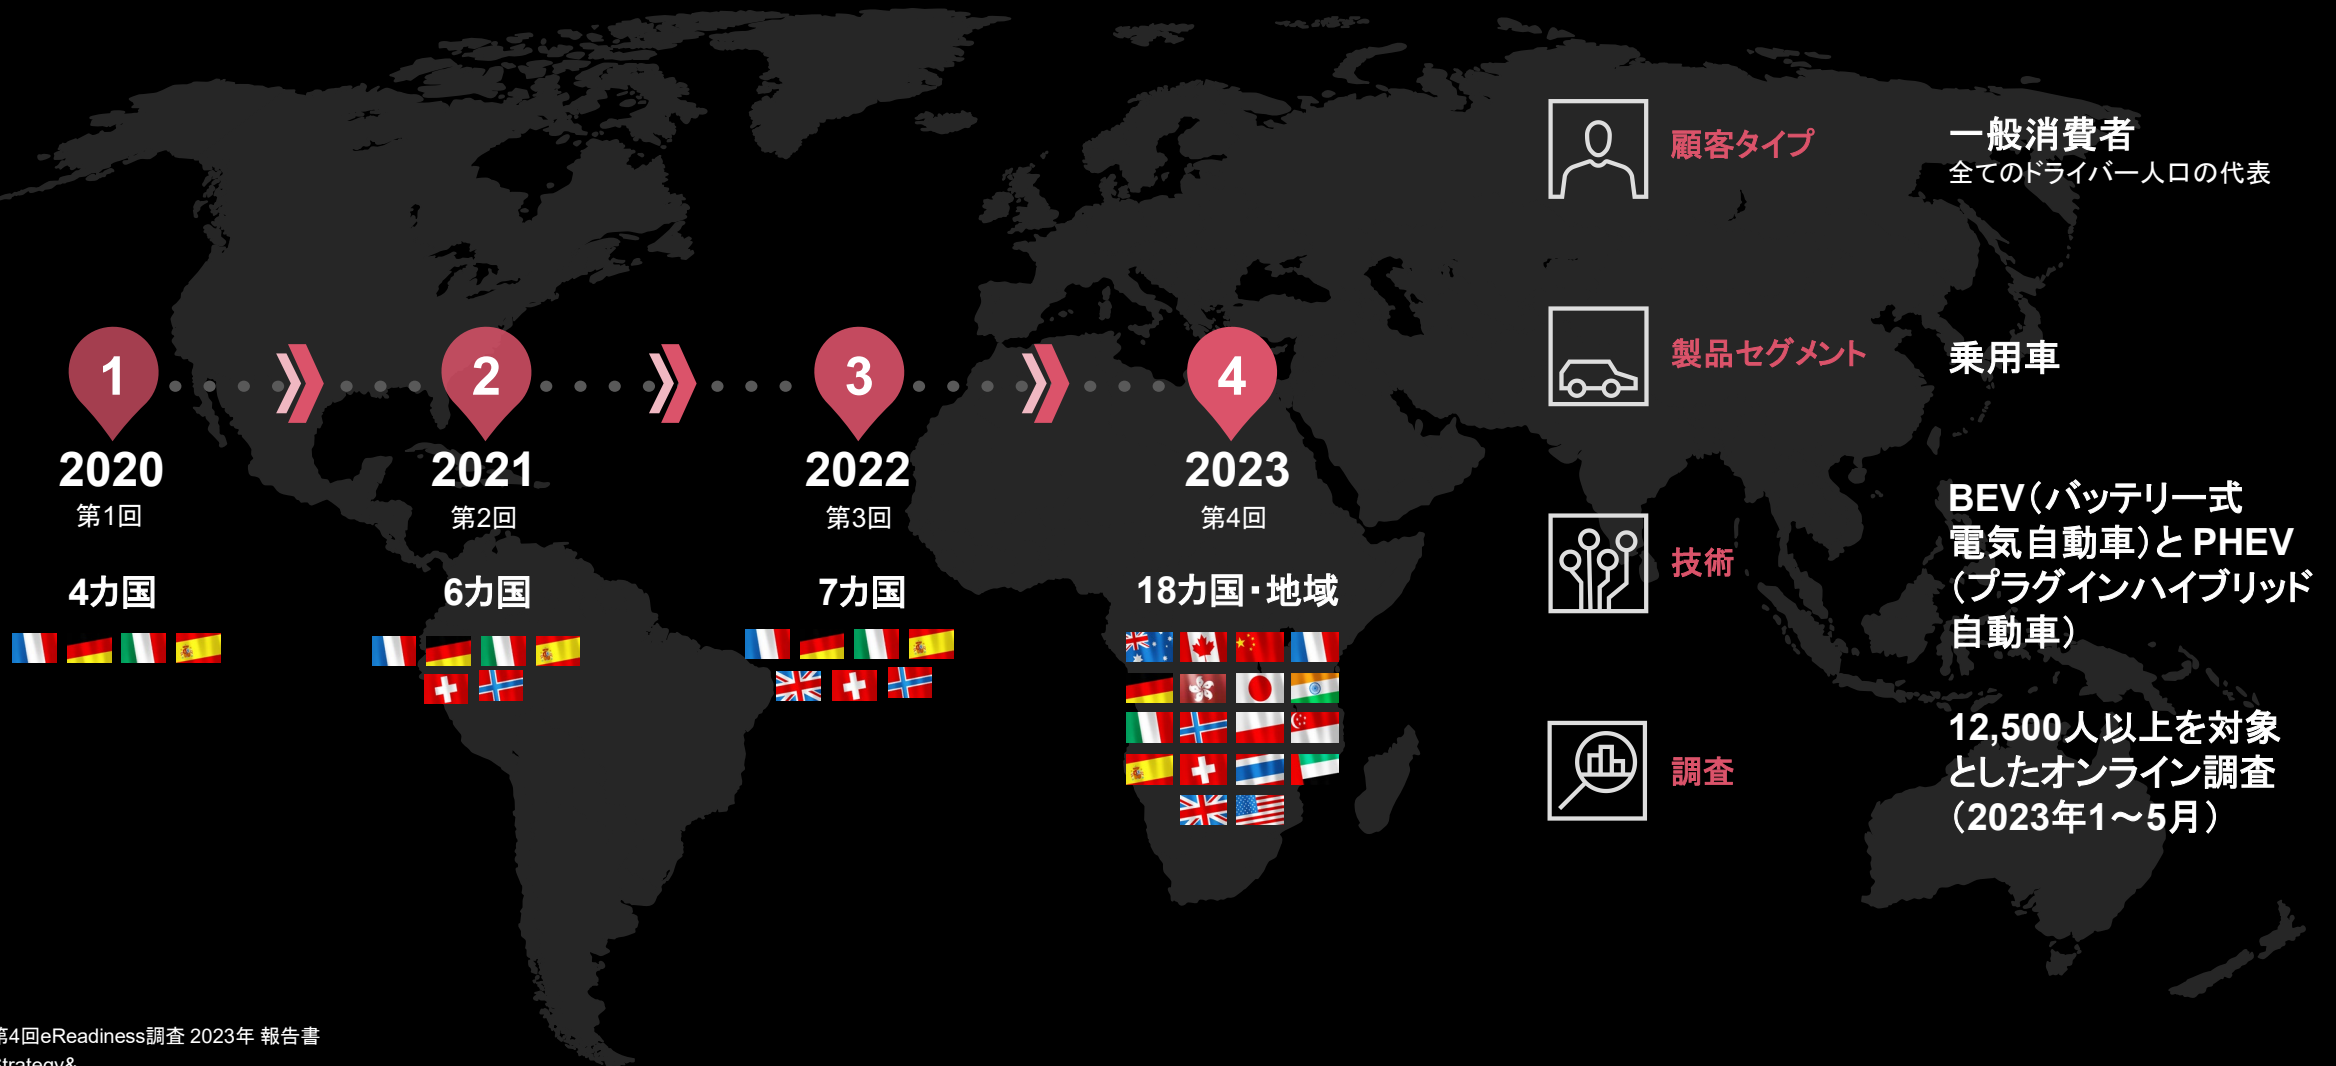 1
2020
第1回
4カ国
2
2021
第2回
6カ国
3
2022
第3回
7カ国
4
2023
第4回
18カ国・地域
顧客タイプ
一般消費者
全てのドライバー人口の代表
製品セグメント
乗用車
技術
BEV（バッテリー式
電気自動車）と PHEV
（プラグインハイブリッド
自動車）
調査
12,500人以上を対象
としたオンライン調査
（2023年1～5月）
第4回eReadiness調査 2023年 報告書
Strategy&